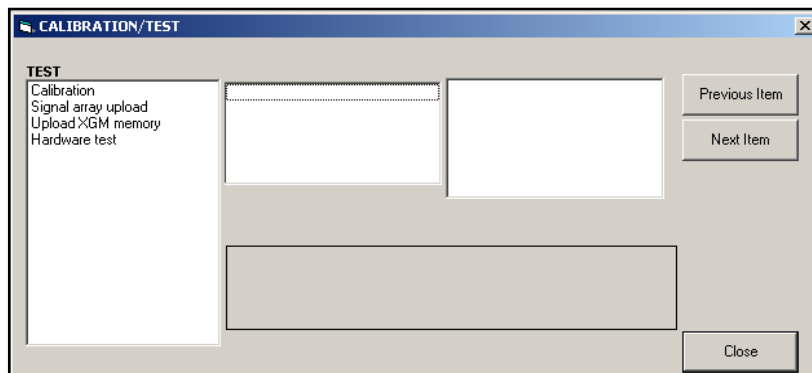 CALIBRATION/TEST
TEST
Calibration
Signal array upload
Upload XGM memory
Hardware test
Previous Item
Next Item
Close